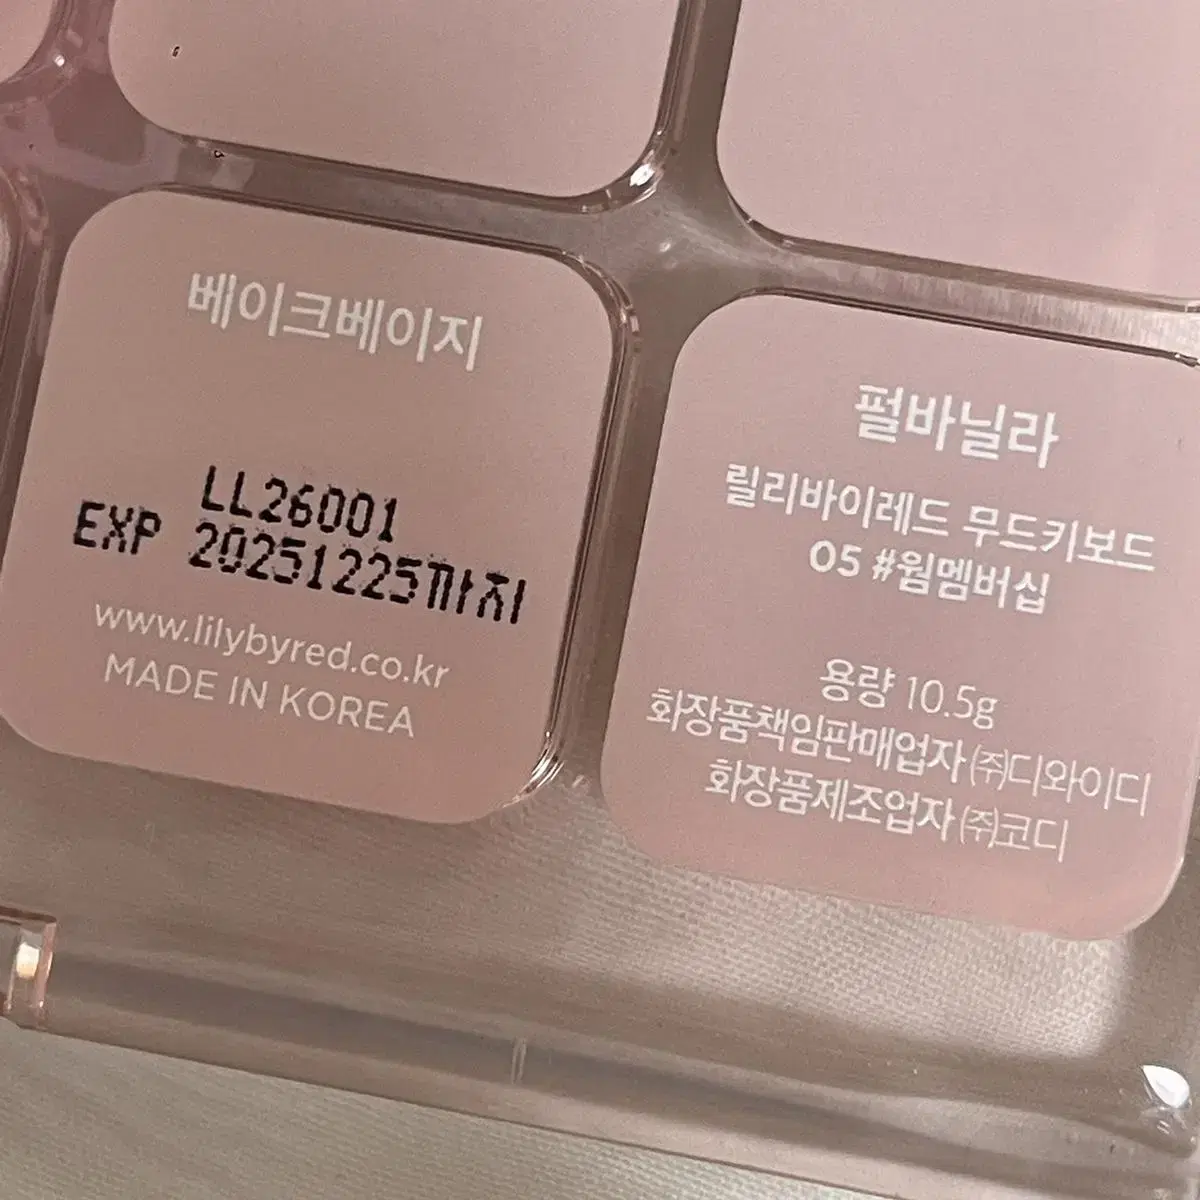 베이크베이지
LL26001
EXP 20251225까지
www.lilybyred.co.kr
MADE IN KOREA
펄바닐라
릴리바이레드 무드키보드
05 #웜멤버십
용량 10.5g
화장품책임판매업자 ㈜디와이디
화장품제조업자 ㈜코디